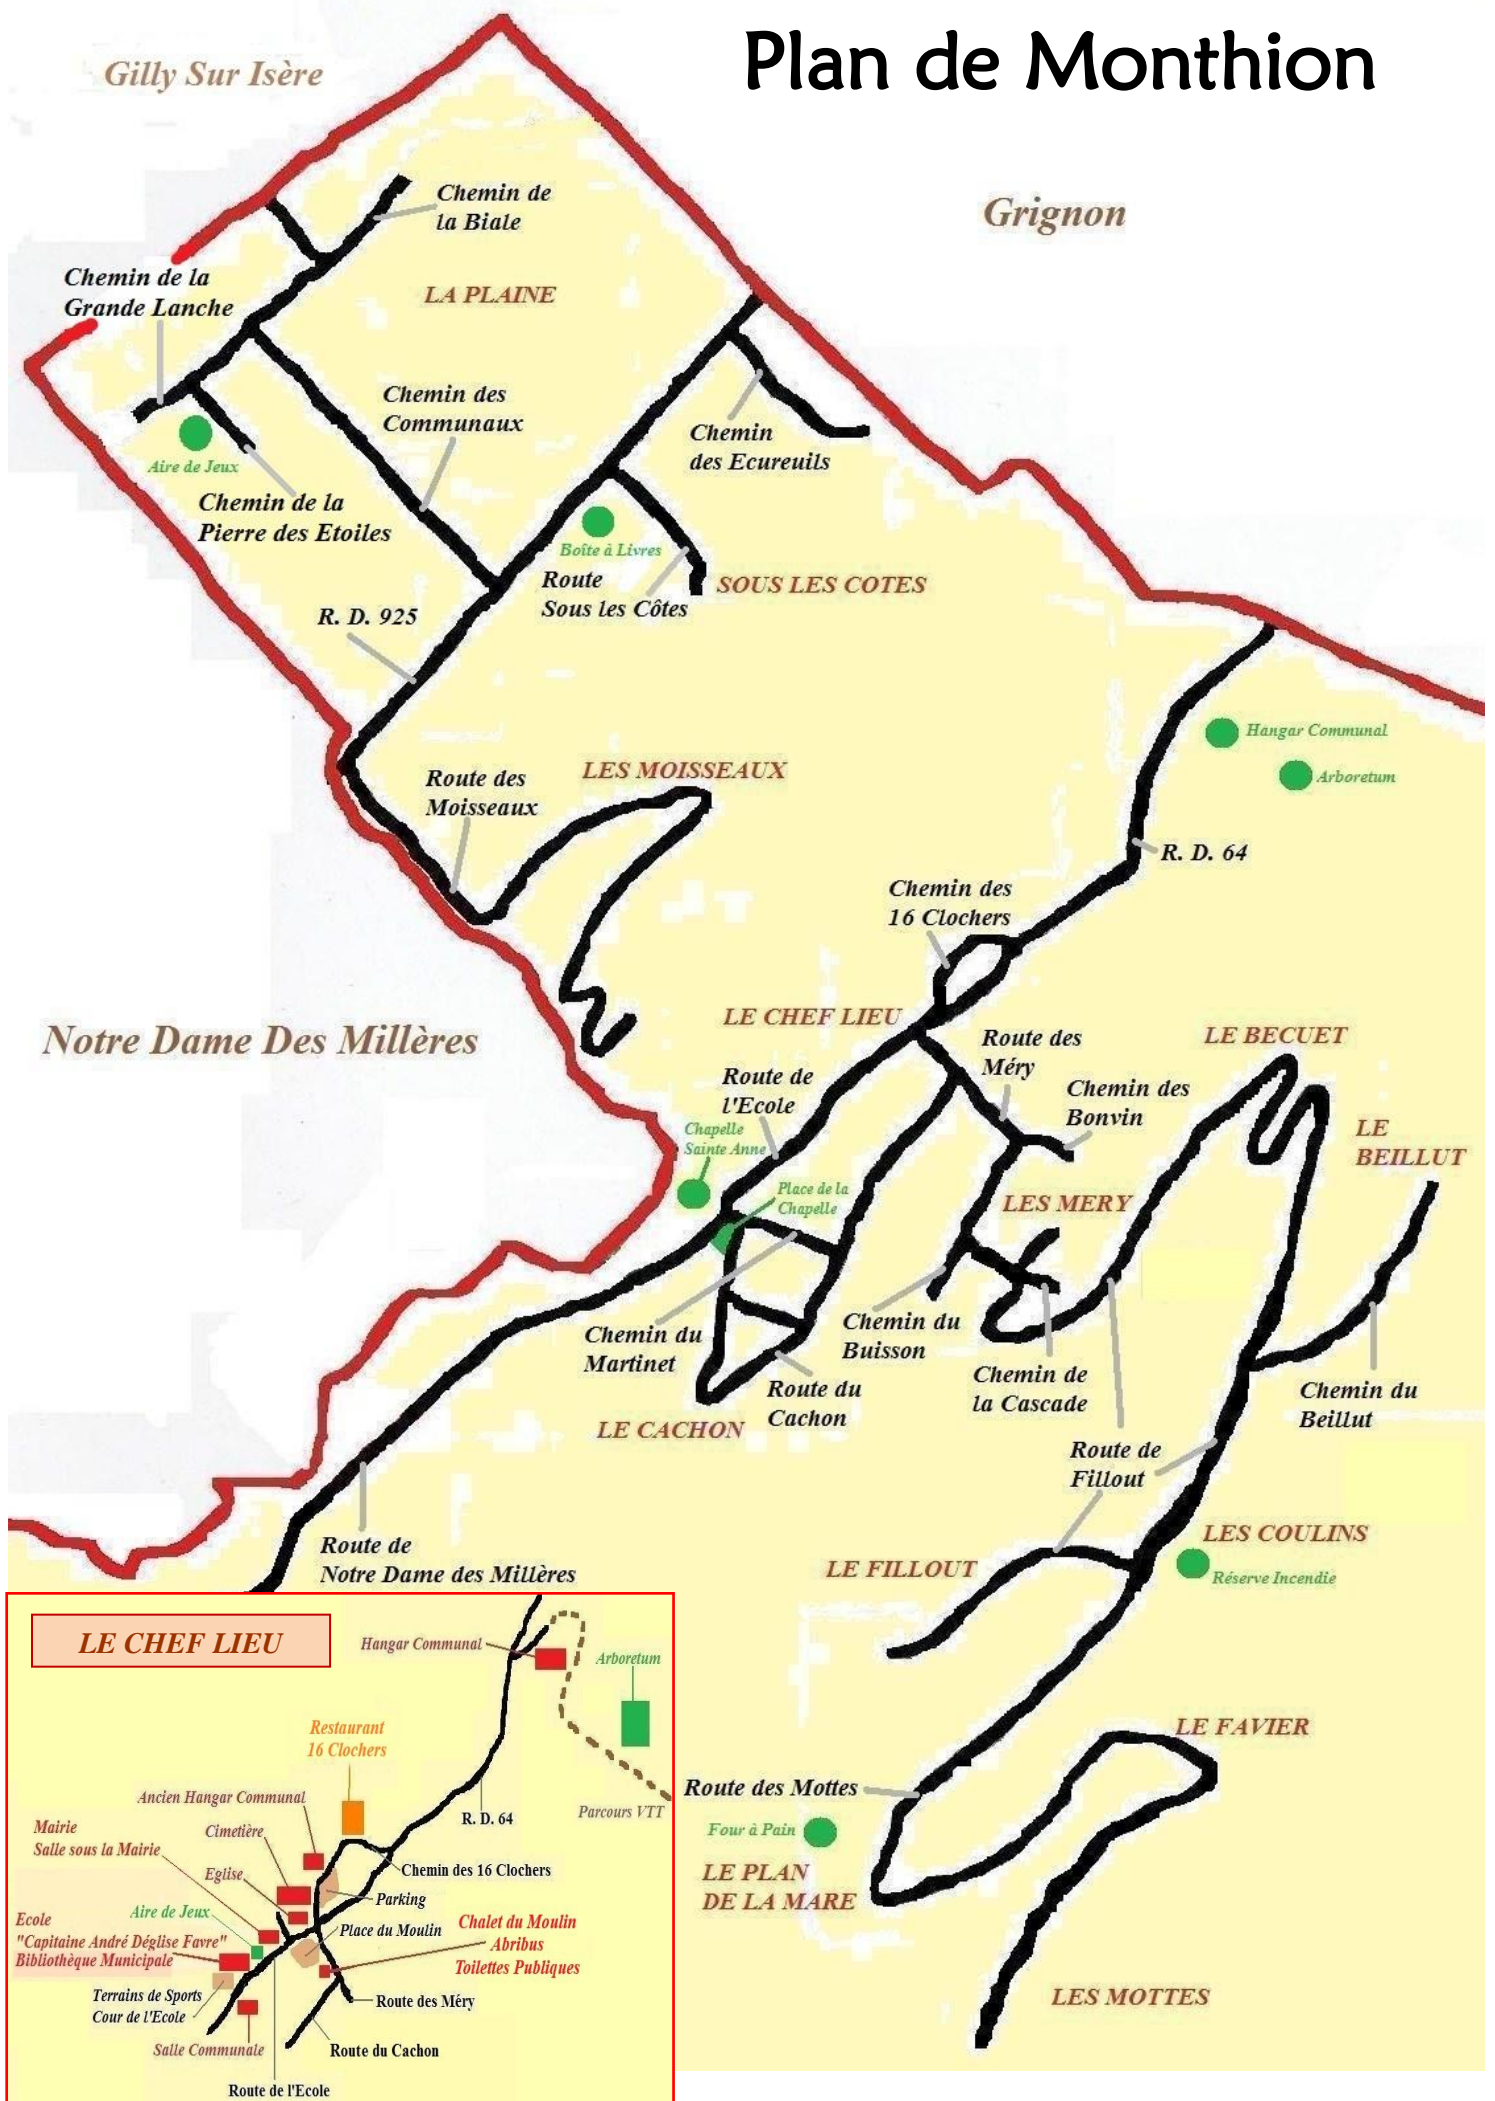 Plan de Monthion
Gilly Sur Isère
Grignon
Chemin de
la Biale
Chemin de la
Grande Lanche
LA PLAINE
Chemin des
Communaux
Chemin
des Ecureuils
Aire de Jeux
Chemin de la
Pierre des Etoiles
Boîte à Livres
Route
Sous les Côtes
SOUS LES COTES
R. D. 925
Hangar Communal
Arboretum
Route des
Moisseaux
LES MOISSEAUX
R. D. 64
Chemin des
16 Clochers
Notre Dame Des Millères
LE CHEF LIEU
Route des
Méry
LE BECUET
Route de
l'Ecole
Chemin des
Bonvin
Chapelle
Sainte Anne
LE
BEILLUT
Place de la
Chapelle
LES MERY
Chemin du
Martinet
Chemin du
Buisson
Route du
Cachon
Chemin de
la Cascade
Chemin du
Beillut
LE CACHON
Route de
Fillout
Route de
Notre Dame des Millères
LES COULINS
LE FILLOUT
Réserve Incendie
LE FAVIER
Route des Mottes
Four à Pain
LE PLAN
DE LA MARE
LES MOTTES
LE CHEF LIEU
Hangar Communal
Arboretum
Restaurant
16 Clochers
Ancien Hangar Communal
R. D. 64
Parcours VTT
Mairie
Salle sous la Mairie
Cimetière
Chemin des 16 Clochers
Eglise
Parking
Aire de Jeux
Place du Moulin
Ecole
"Capitaine André Déglise Favre"
Bibliothèque Municipale
Chalet du Moulin
Abribus
Toilettes Publiques
Terrains de Sports
Cour de l'Ecole
Route des Méry
Salle Communale
Route du Cachon
Route de l'Ecole